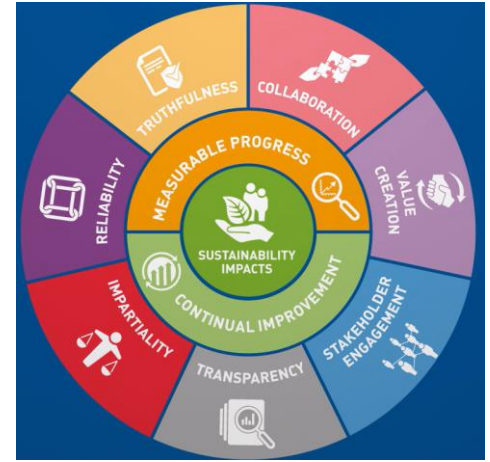 TRUTHFULNESS
COLLABORATION
VALUE
CREATION
STAKEHOLDER
ENGAGEMENT
TRANSPARENCY
IMPARTIALITY
RELIABILITY
MEASURABLE PROGRESS
CONTINUAL IMPROVEMENT
SUSTAINABILITY
IMPACTS